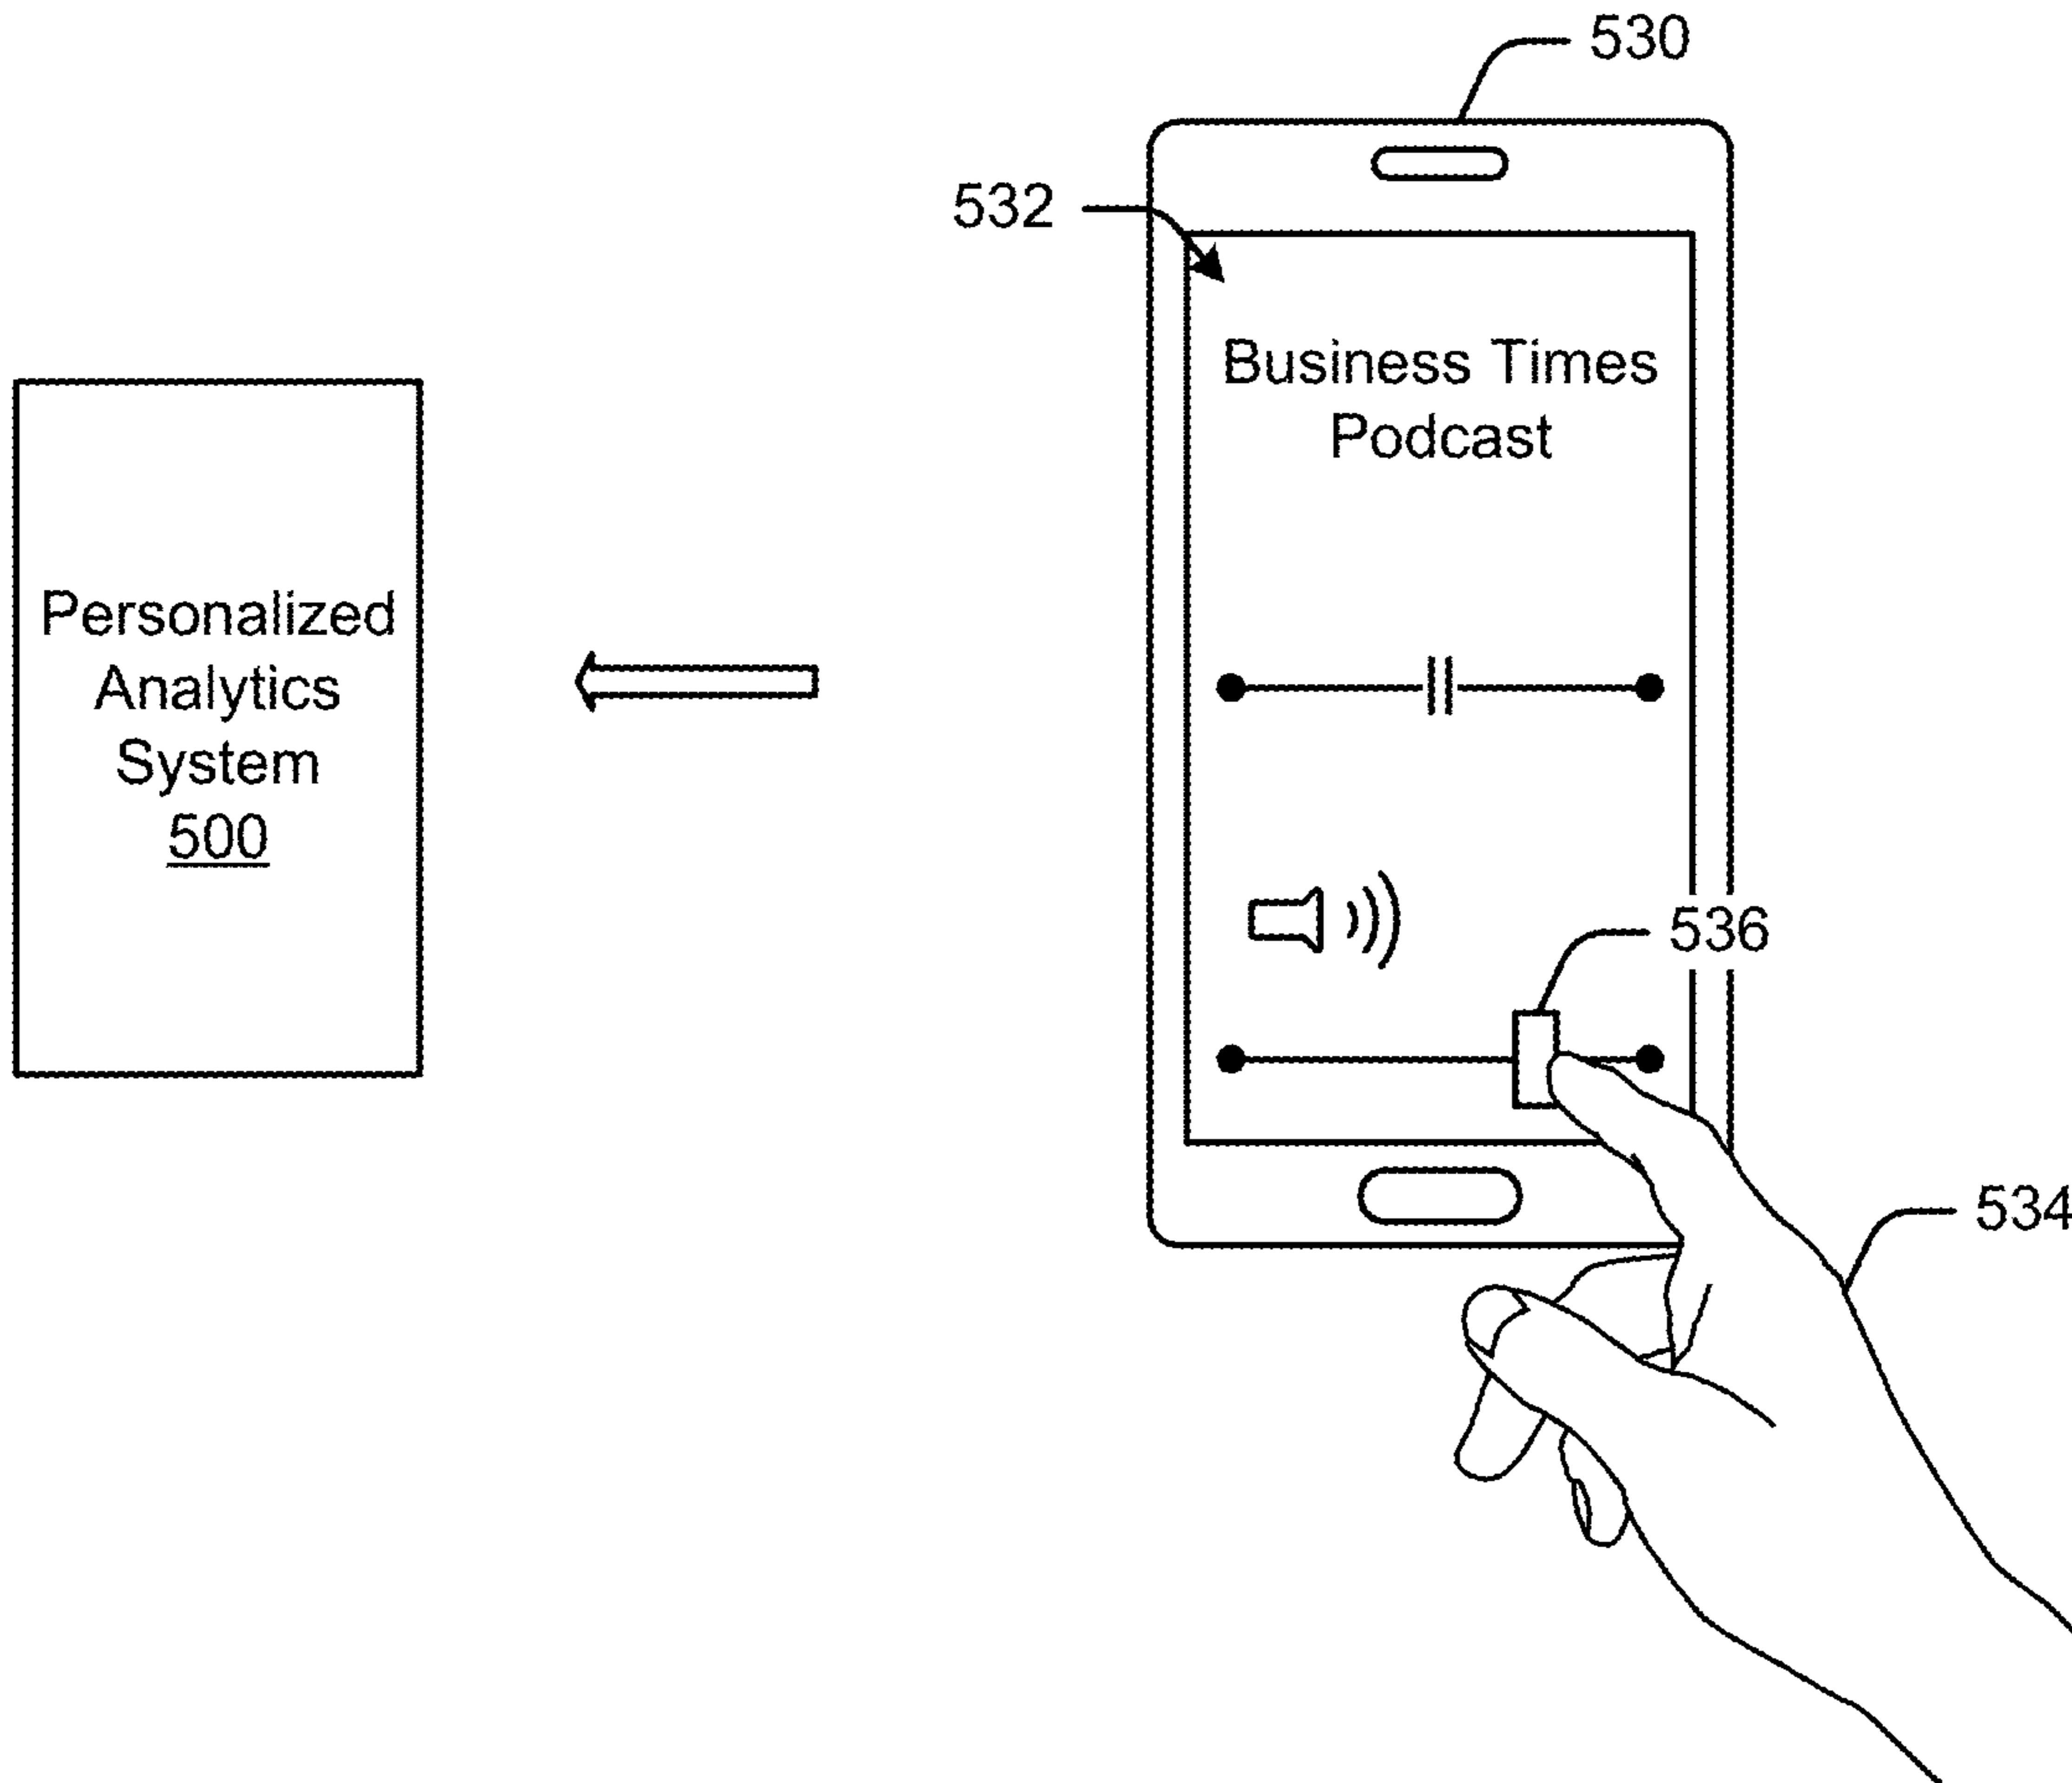 530
532
Business Times
Podcast
Personalized
Analytics
System
500
536
534